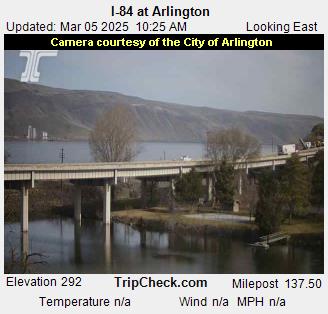 I-84 at Arlington
Updated: Mar 05 2025 10:25 AM Looking East
Camera courtesy of the City of Arlington
Elevation 292 TripCheck.com Milepost 137.50
Temperature n/a Wind n/a MPH n/a